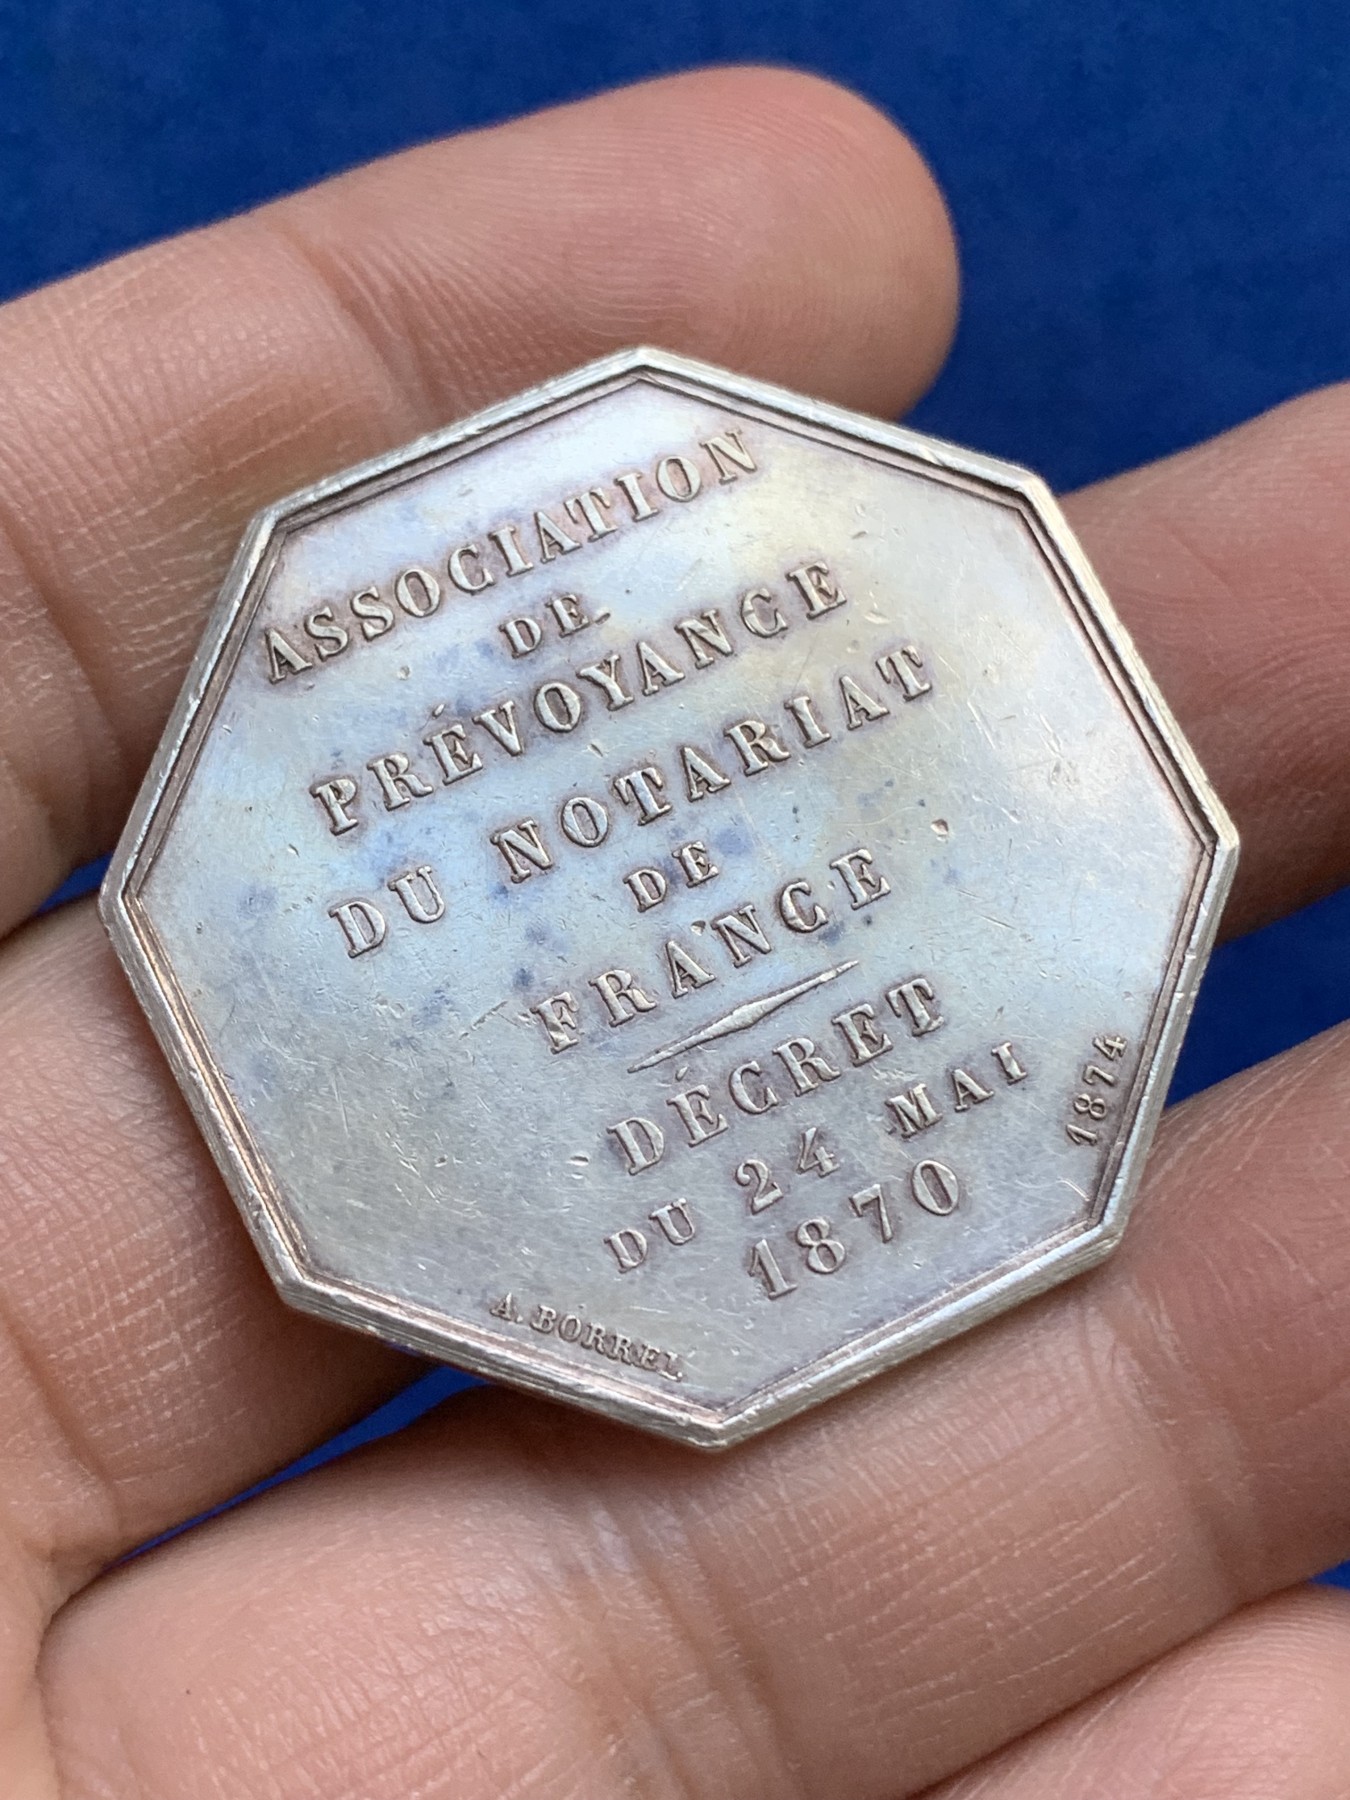 ASSOCIATION
DE
PRÉVOYANCE
DU NOTARIAT
DE
FRANCE
DÉCRET
DU 24 MAI
1870
A. BORREL
1874